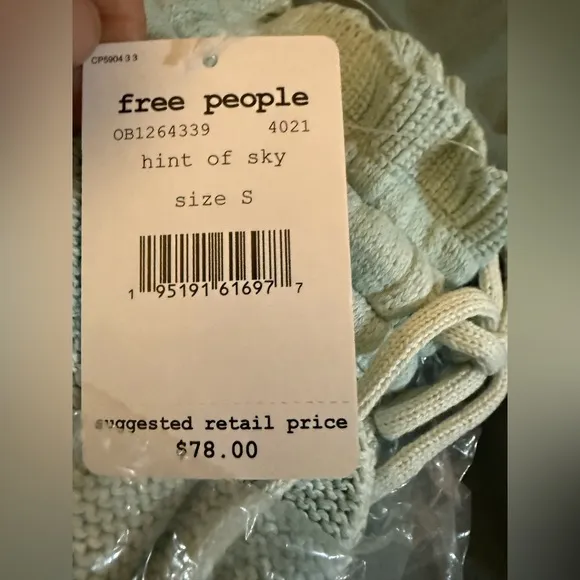 CP5904 3 3
free people
OB1264339 4021
hint of sky
size S
1 95191 61697 7
suggested retail price
$78.00